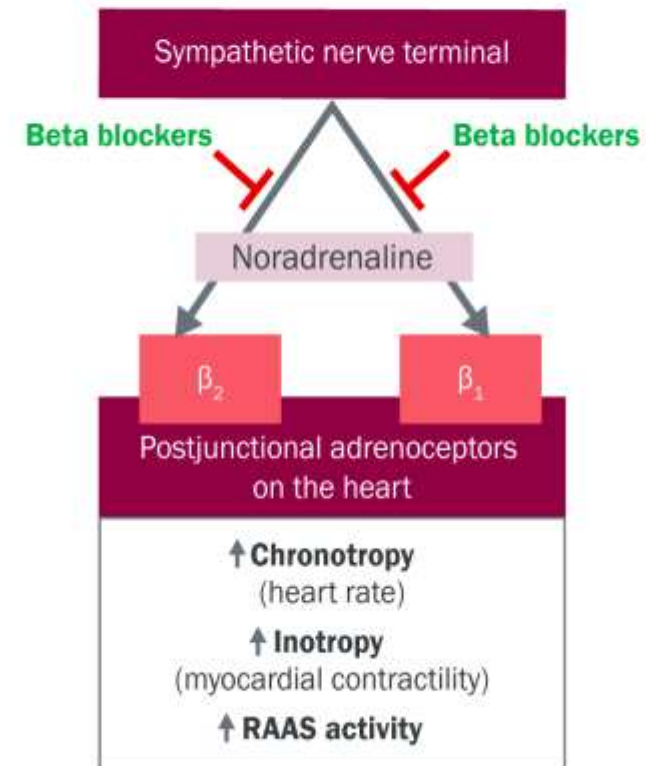 Sympathetic nerve terminal
Beta blockers
Beta blockers
Noradrenaline
β₂
β₁
Postjunctional adrenoceptors
on the heart
↑ Chronotropy
(heart rate)
↑ Inotropy
(myocardial contractility)
↑ RAAS activity